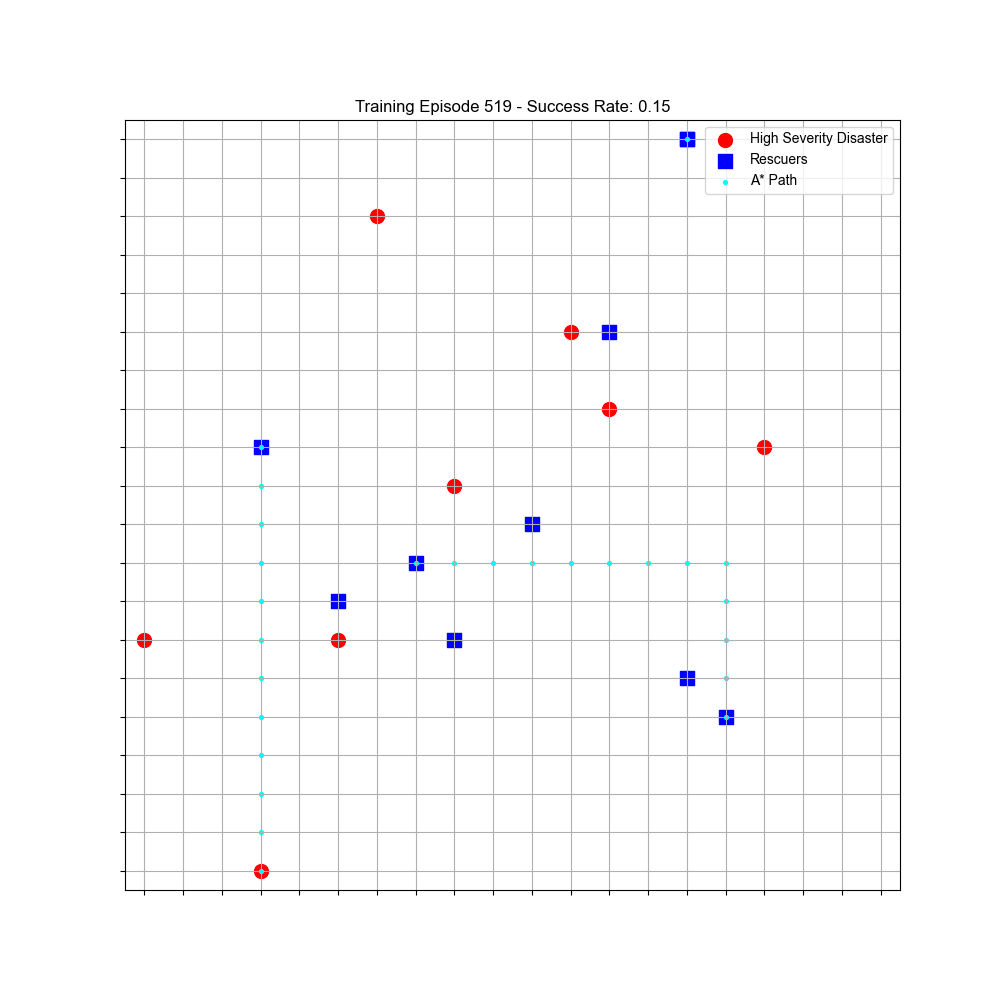 Training Episode 519 - Success Rate: 0.15
High Severity Disaster
Rescuers
A* Path